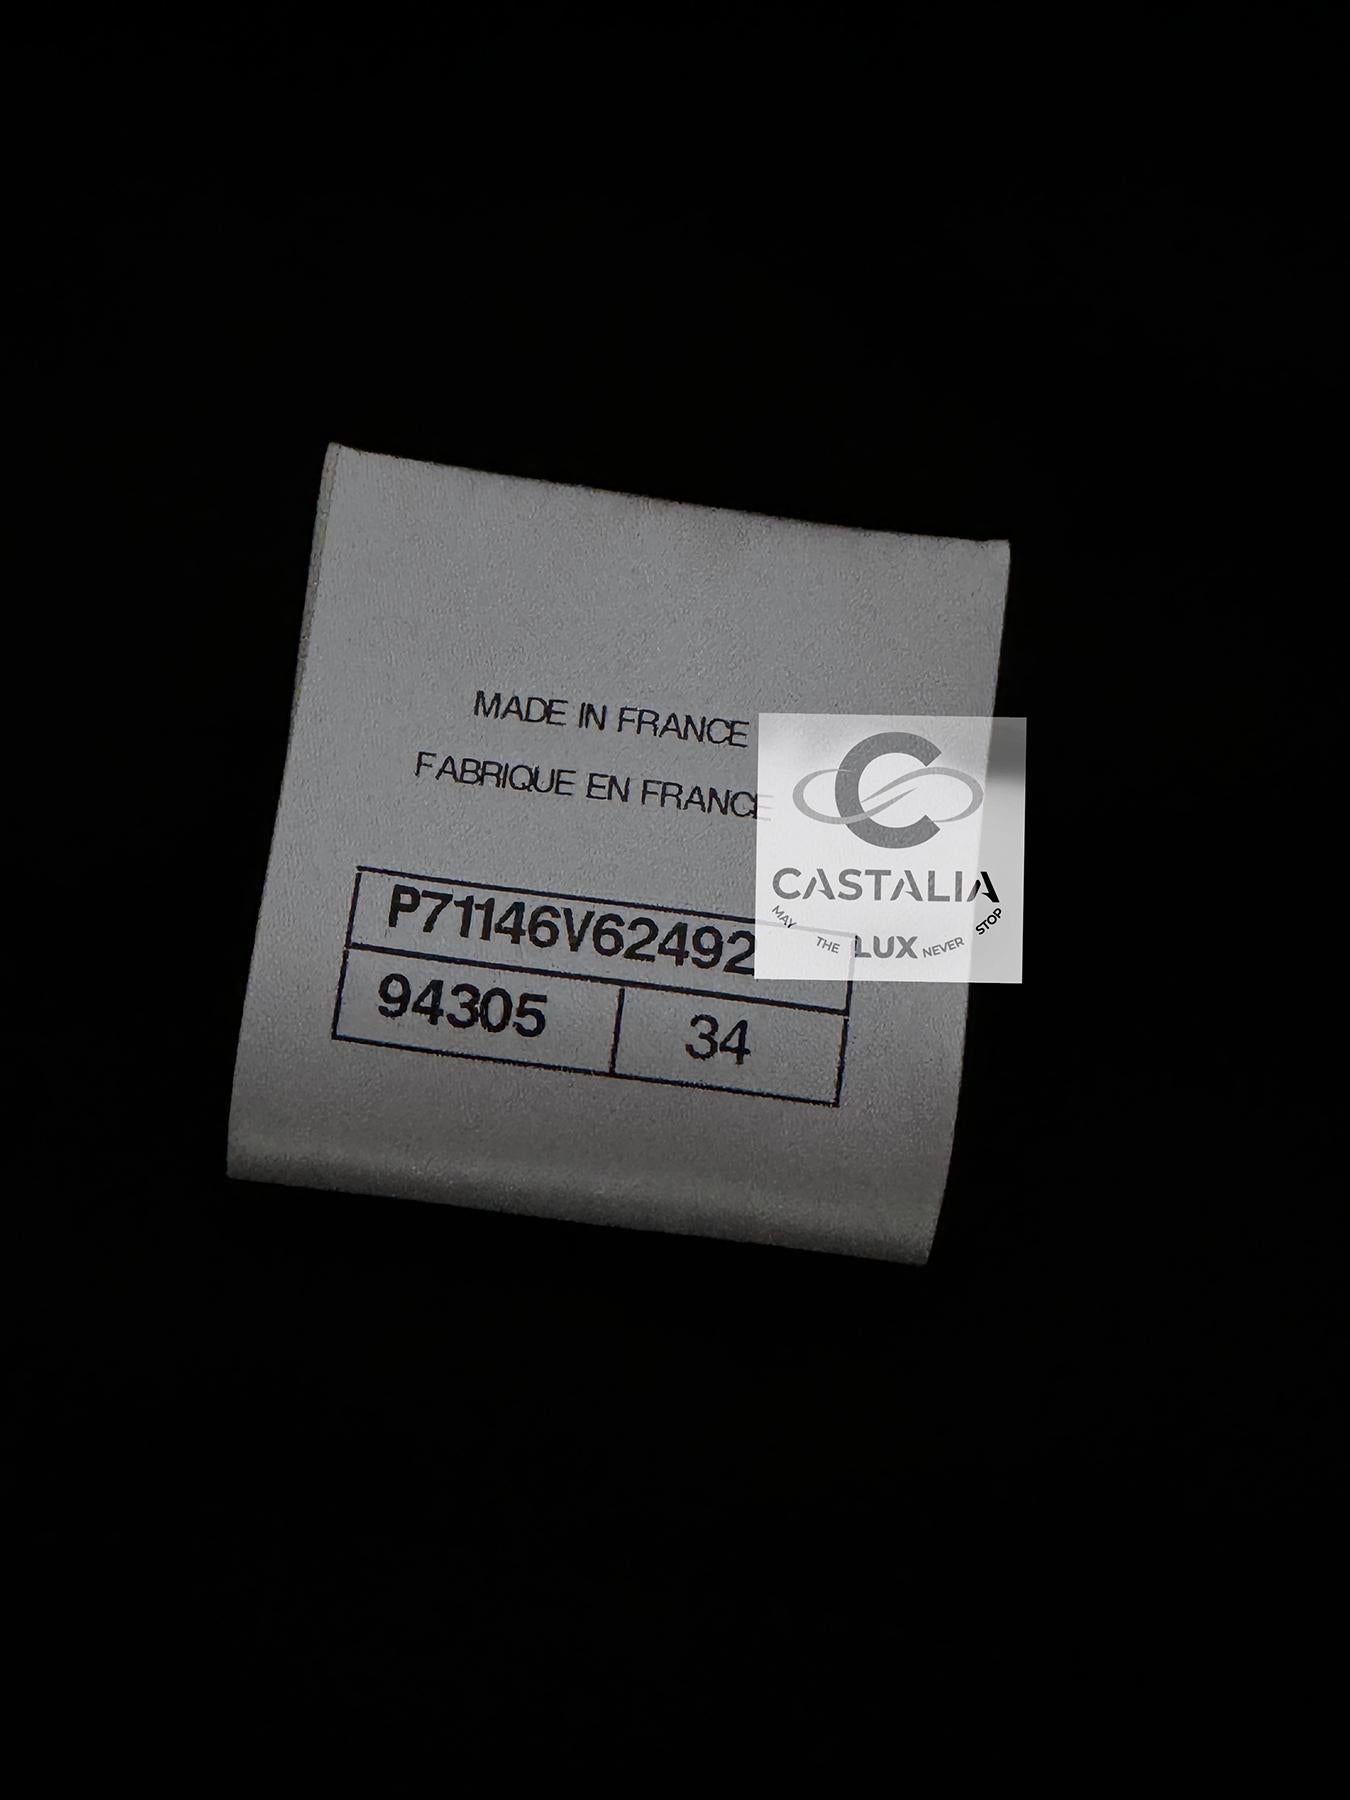 MADE IN FRANCE
FABRIQUE EN FRANCE
P71146V62492
94305 34
C
CASTALIA
MAY THE LUX NEVER STOP